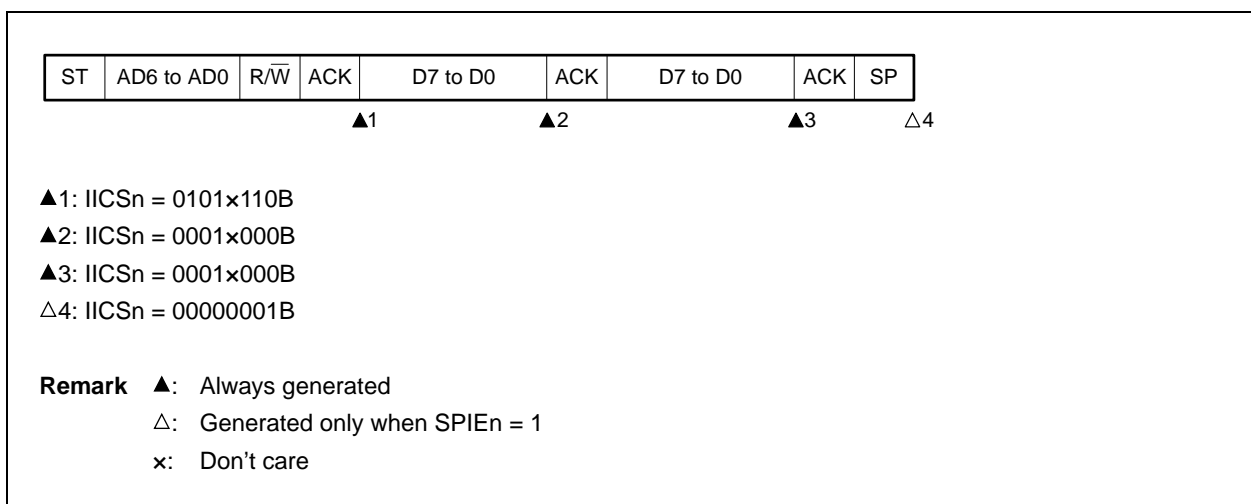 ST AD6 to AD0 R/W̅ ACK D7 to D0 ACK D7 to D0 ACK SP
▲1 ▲2 ▲3 △4
▲1: IICSn = 0101×110B
▲2: IICSn = 0001×000B
▲3: IICSn = 0001×000B
△4: IICSn = 00000001B
Remark ▲: Always generated
△: Generated only when SPIEn = 1
×: Don't care